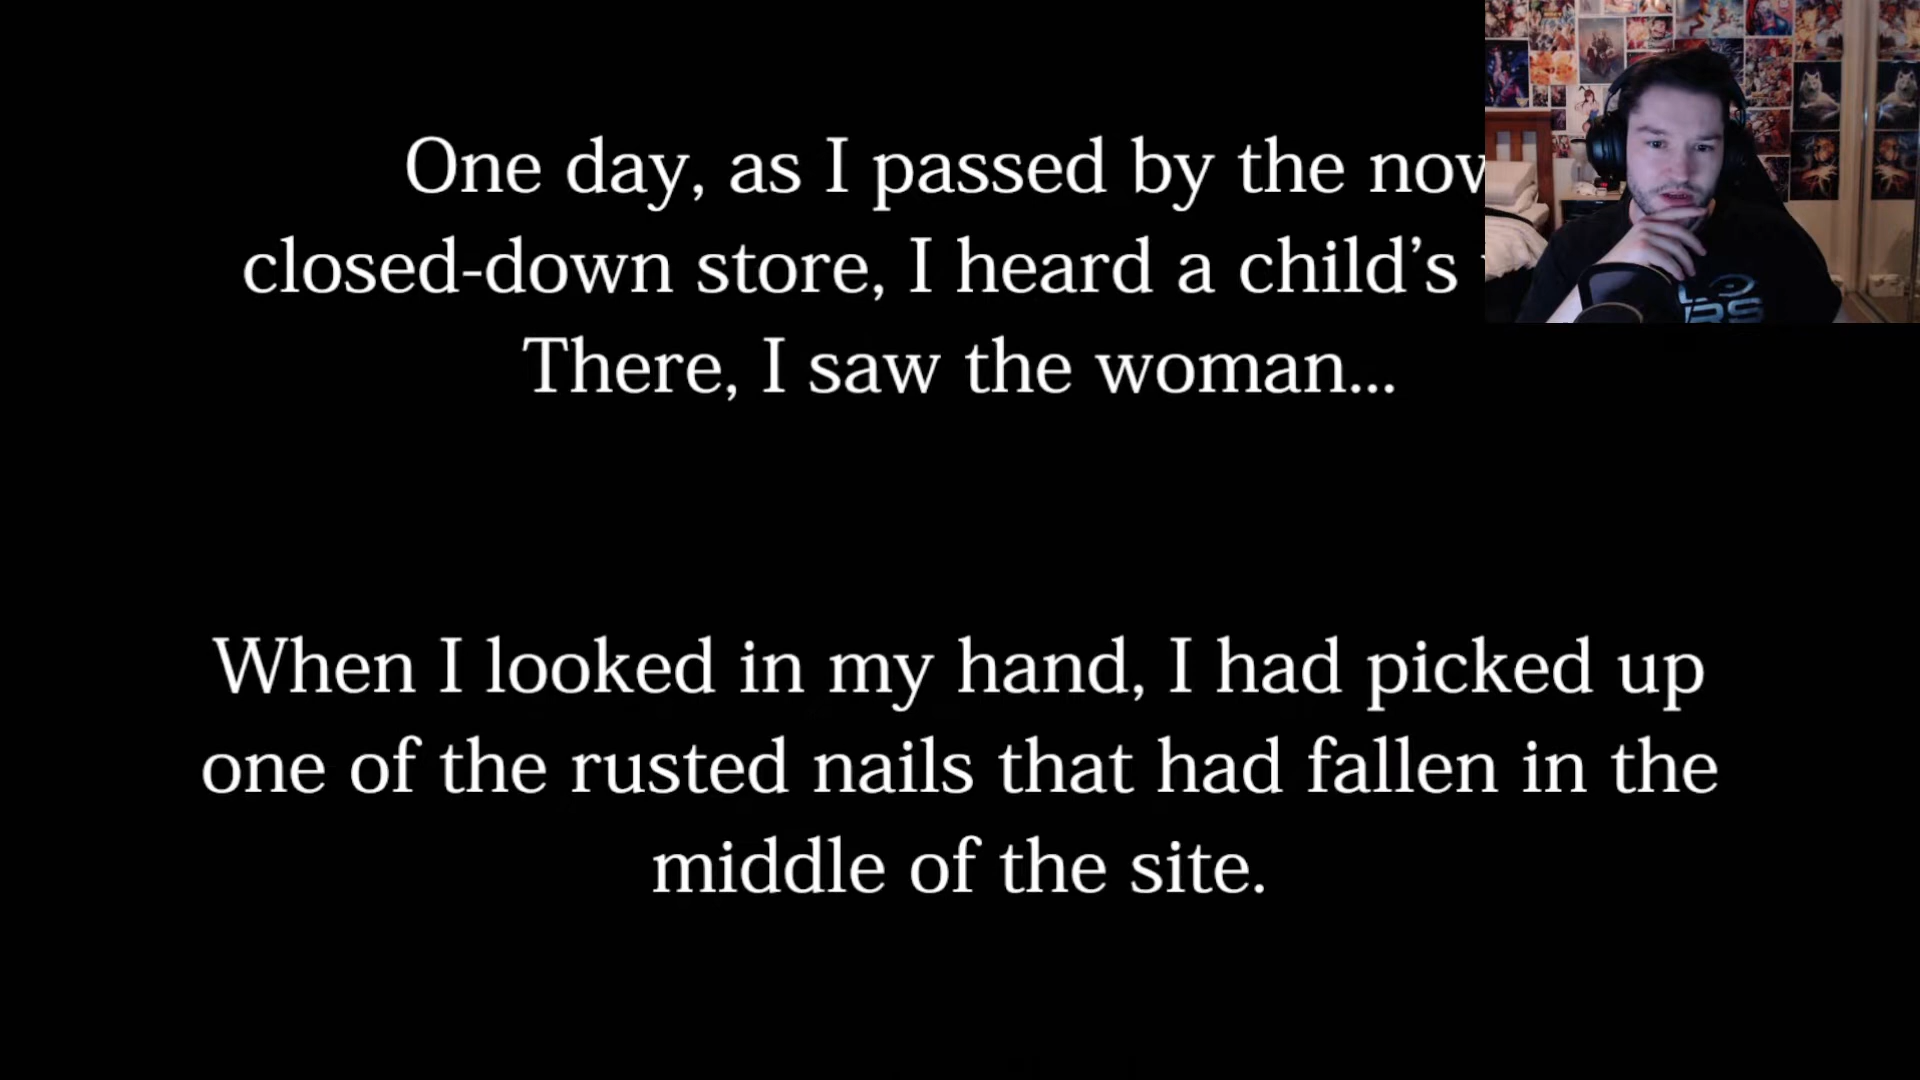 One day, as I passed by the now
closed-down store, I heard a child’s
There, I saw the woman...
When I looked in my hand, I had picked up
one of the rusted nails that had fallen in the
middle of the site.